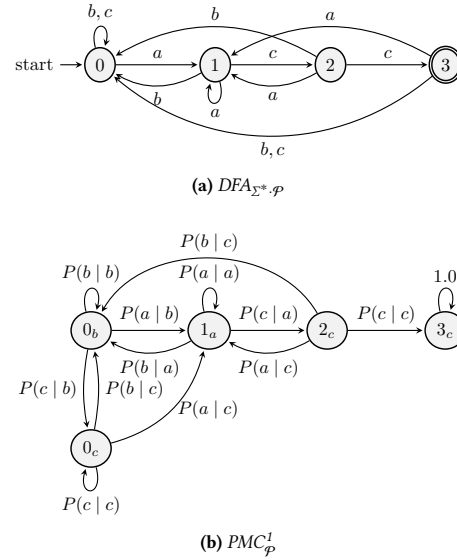 b, c
b
a
start
0
a
1
c
2
c
3
b
a
a
b, c
(a) DFA_{Σ*·𝒫}
P(b | c)
P(b | b)
P(a | a)
1.0
0_b
P(a | b)
1_a
P(c | a)
2_c
P(c | c)
3_c
P(b | a)
P(a | c)
P(c | b)
P(b | c)
P(a | c)
0_c
P(c | c)
(b) PMC^1_𝒫